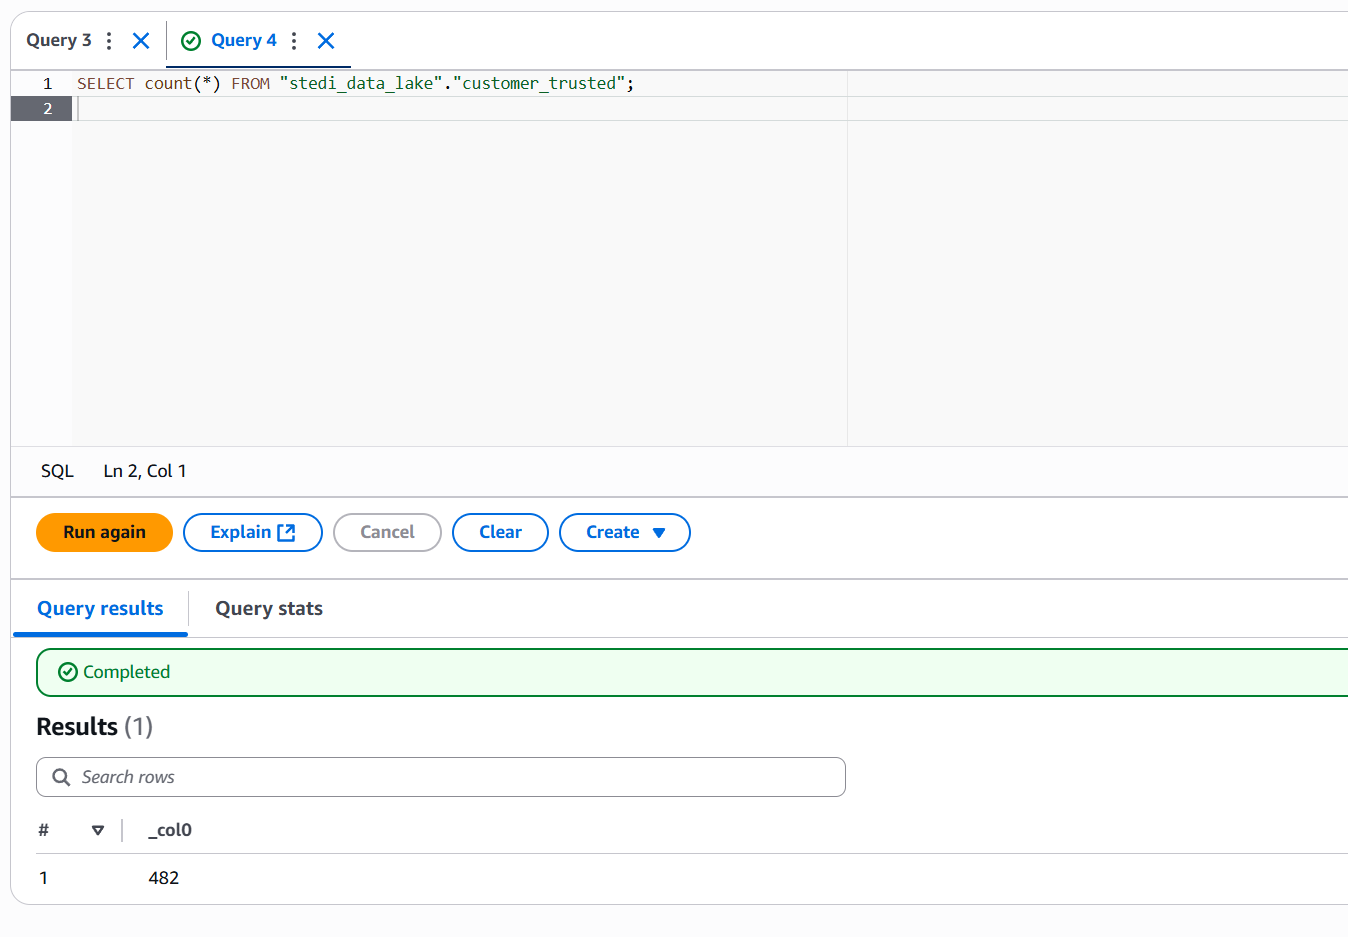 Query 3
Query 4
1 SELECT count(*) FROM "stedi_data_lake"."customer_trusted";
2
SQL Ln 2, Col 1
Run again Explain Cancel Clear Create
Query results Query stats
Completed
Results (1)
Search rows
# _col0
1 482